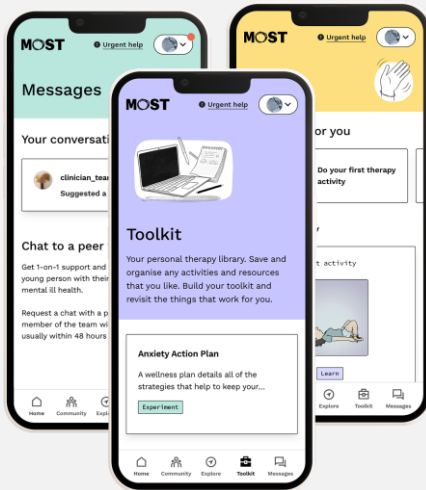 MOST
Urgent help
Messages
Your conversati
clinician_tea
Suggested a
Chat to a peer
Get 1-on-1 support and
young person with their
mental ill health.
Request a chat with a p
member of the team wi
usually within 48 hours
Home
Community
Explo
MOST
Urgent help
Toolkit
Your personal therapy library. Save and
organise any activities and resources
that you like. Build your toolkit and
revisit the things that work for you.
Anxiety Action Plan
A wellness plan details all of the
strategies that help to keep your...
Experiment
Home
Community
Explore
Toolkit
Messages
MOST
Urgent help
or you
Do your first therapy
activity
t activity
Learn
Explore
Toolkit
Messages